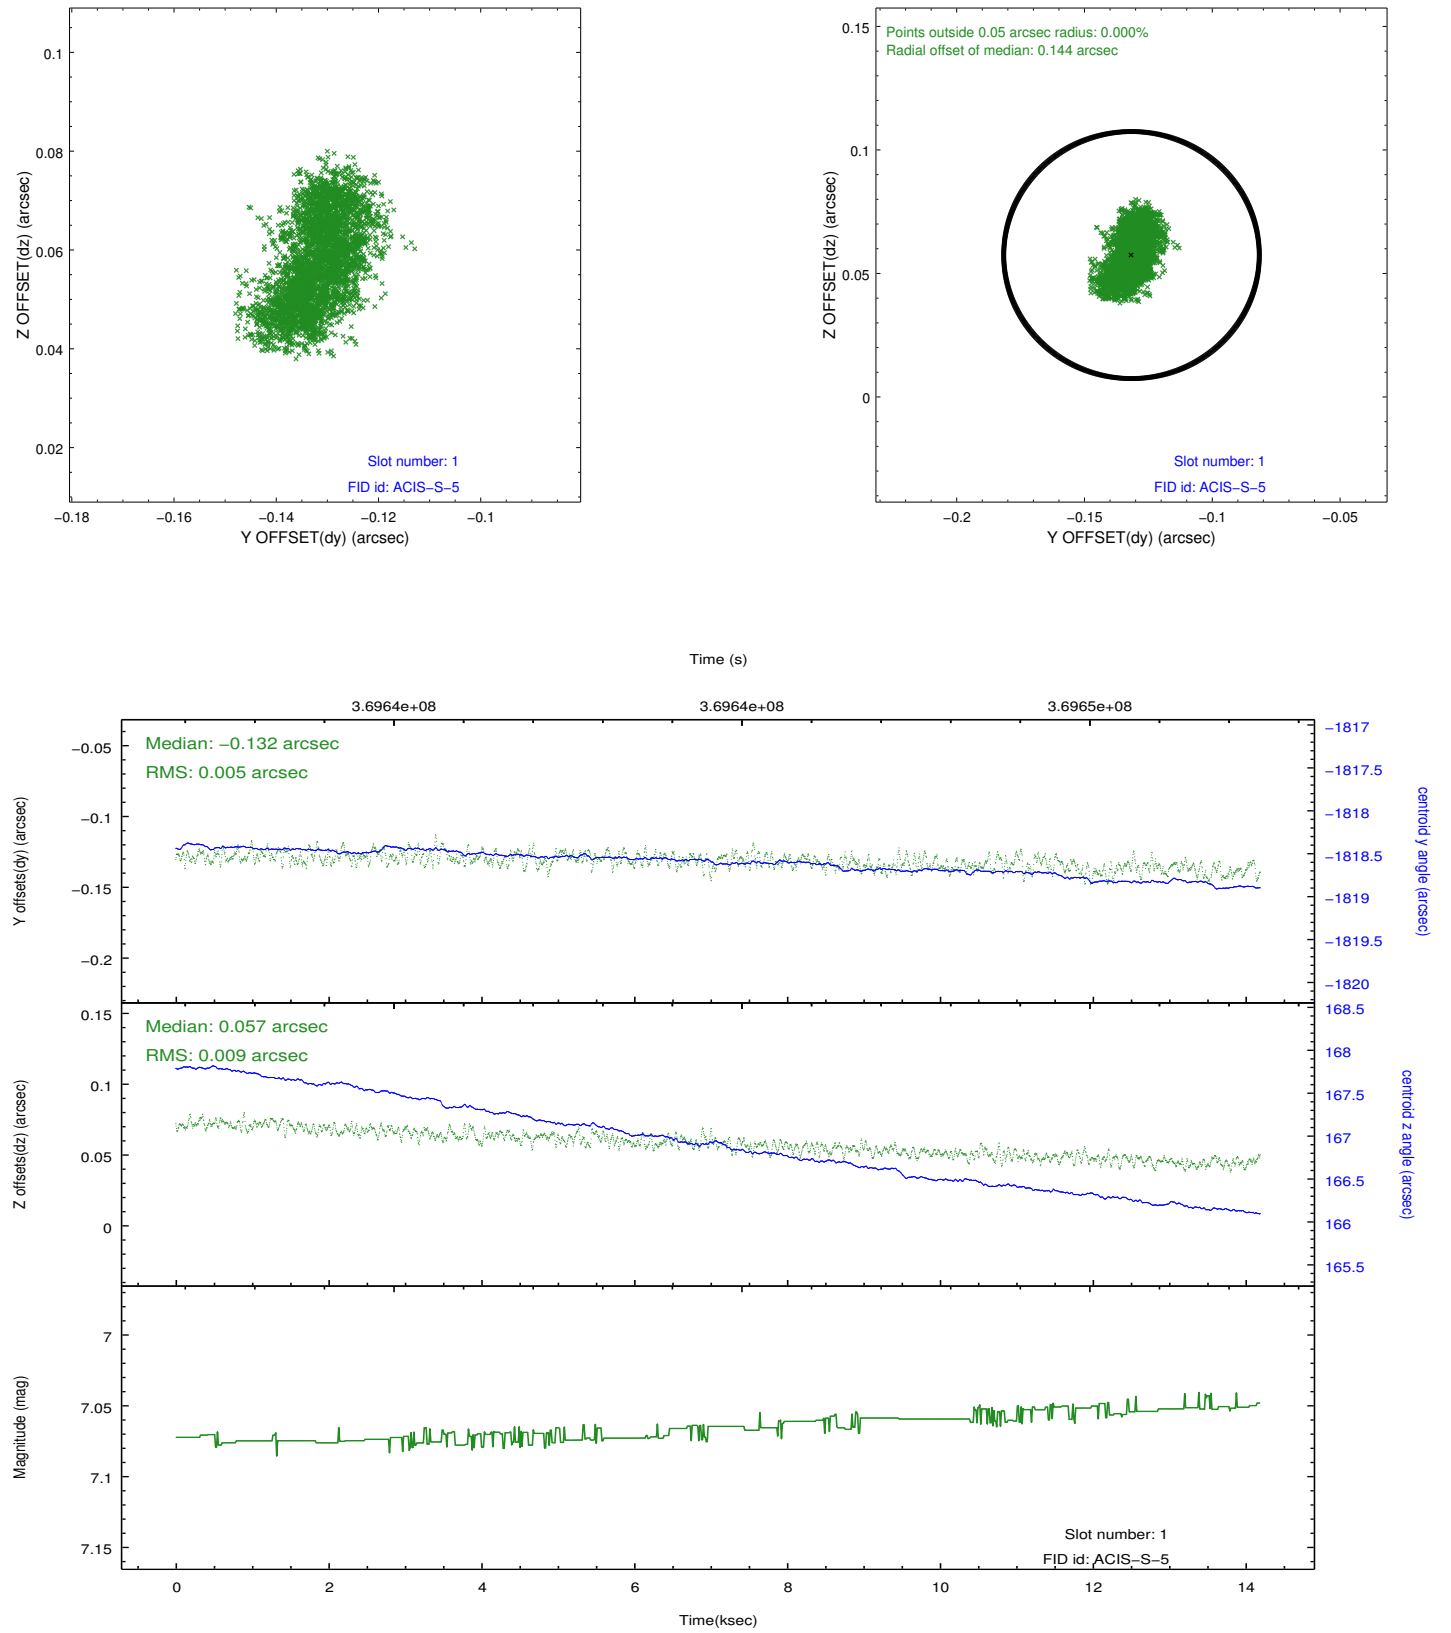 0.1
0.08
0.06
0.04
0.02
Z OFFSET(dz) (arcsec)
Slot number: 1
FID id: ACIS−S−5
−0.18 −0.16 −0.14 −0.12 −0.1
Y OFFSET(dy) (arcsec)
Points outside 0.05 arcsec radius: 0.000%
Radial offset of median: 0.144 arcsec
0.15
0.1
0.05
0
Z OFFSET(dz) (arcsec)
Slot number: 1
FID id: ACIS−S−5
−0.2 −0.15 −0.1 −0.05
Y OFFSET(dy) (arcsec)
Time (s)
3.6964e+08 3.6964e+08 3.6965e+08
Median: −0.132 arcsec
RMS: 0.005 arcsec
−0.05
−0.1
−0.15
−0.2
Y offsets(dy) (arcsec)
−1817
−1817.5
−1818
−1818.5
−1819
−1819.5
−1820
centroid y angle (arcsec)
Median: 0.057 arcsec
RMS: 0.009 arcsec
0.15
0.1
0.05
0
Z offsets(dz) (arcsec)
168.5
168
167.5
167
166.5
166
165.5
centroid z angle (arcsec)
7
7.05
7.1
7.15
Magnitude (mag)
Slot number: 1
FID id: ACIS−S−5
0 2 4 6 8 10 12 14
Time(ksec)